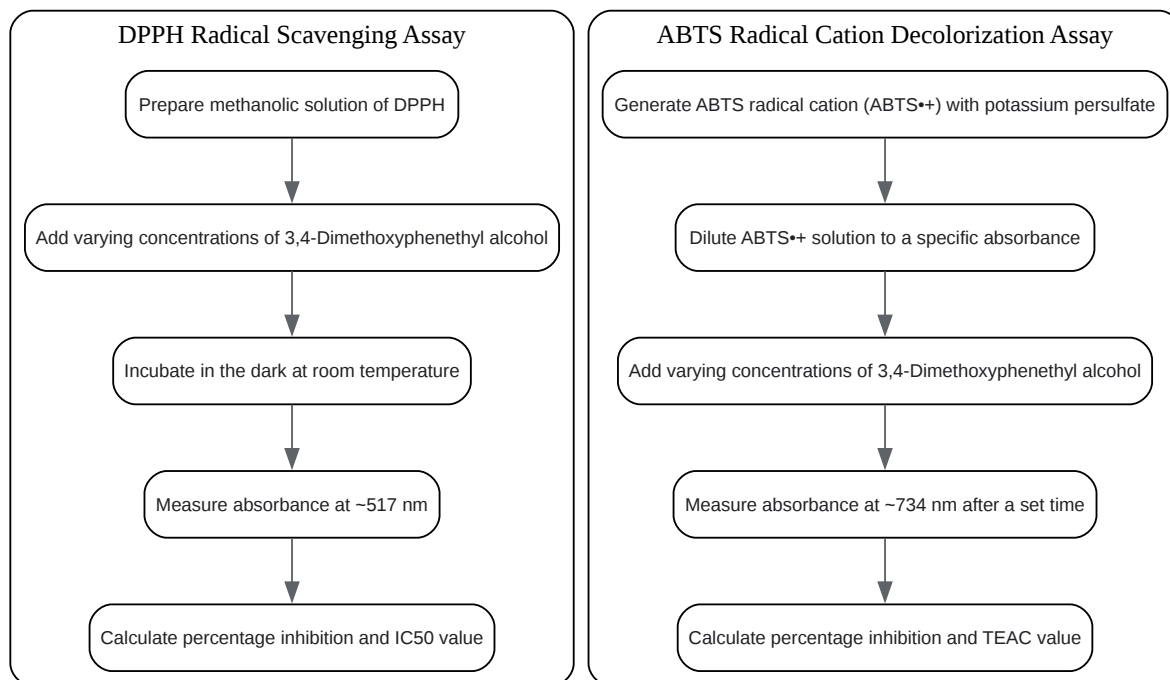 DPPH Radical Scavenging Assay
Prepare methanolic solution of DPPH
Add varying concentrations of 3,4-Dimethoxyphenethyl alcohol
Incubate in the dark at room temperature
Measure absorbance at ~517 nm
Calculate percentage inhibition and IC50 value
ABTS Radical Cation Decolorization Assay
Generate ABTS radical cation (ABTS•+) with potassium persulfate
Dilute ABTS•+ solution to a specific absorbance
Add varying concentrations of 3,4-Dimethoxyphenethyl alcohol
Measure absorbance at ~734 nm after a set time
Calculate percentage inhibition and TEAC value